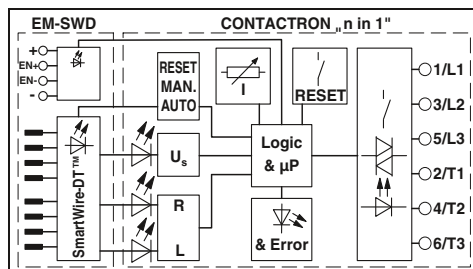 EM-SWD
CONTACTRON „n in 1"
+
EN+
EN-
-
SmartWire-DT™
RESET
MAN.
AUTO
I
RESET
Us
Logic
& µP
R
L
& Error
1/L1
3/L2
5/L3
2/T1
4/T2
6/T3